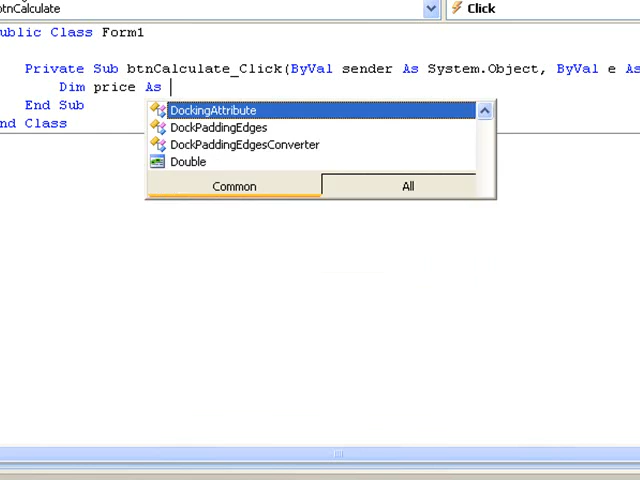 otnCalculate
Click
ublic Class Form1
Private Sub btnCalculate_Click(ByVal sender As System.Object, ByVal e As
Dim price As
End Sub
nd Class
DockingAttribute
DockPaddingEdges
DockPaddingEdgesConverter
Double
Common
All